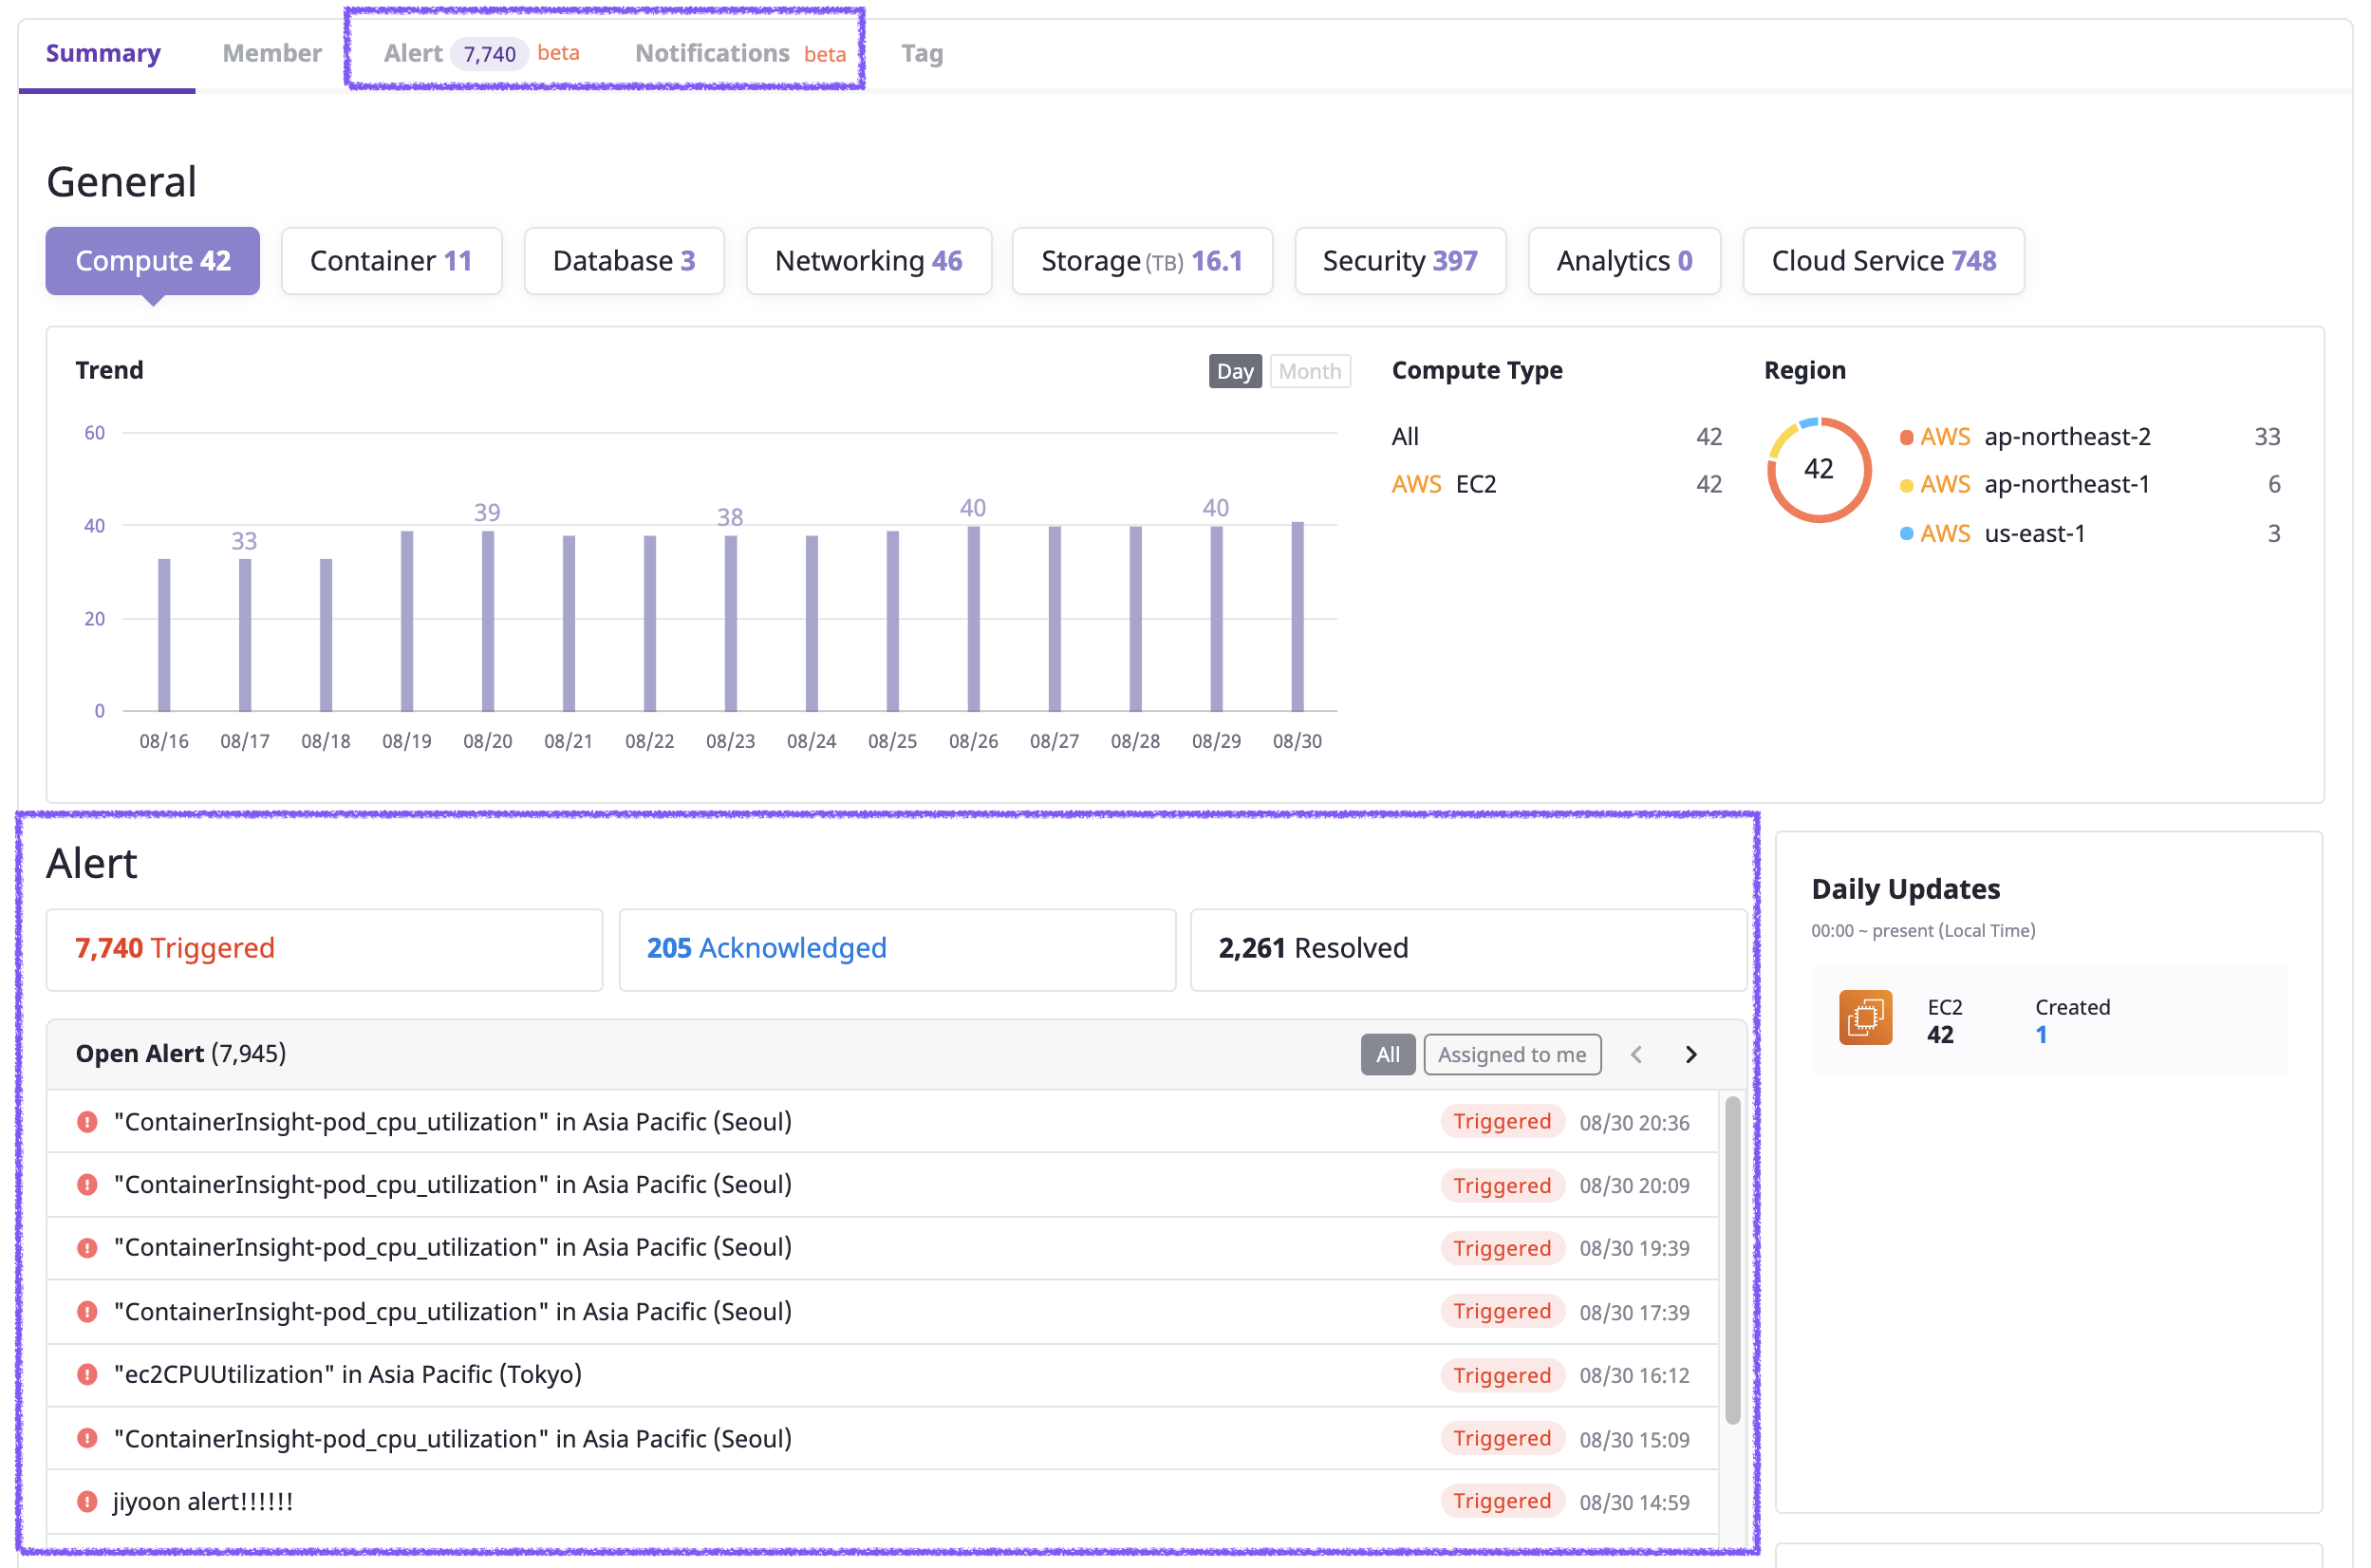 Summary Member Alert 7,740 beta Notifications beta Tag
General
Compute 42 Container 11 Database 3 Networking 46 Storage (TB) 16.1 Security 397 Analytics 0 Cloud Service 748
Trend Day Month
60
40
20
0
33 39 38 40 40
08/16 08/17 08/18 08/19 08/20 08/21 08/22 08/23 08/24 08/25 08/26 08/27 08/28 08/29 08/30
Compute Type
All 42
AWS EC2 42
Region
42
AWS ap-northeast-2 33
AWS ap-northeast-1 6
AWS us-east-1 3
Alert
7,740 Triggered 205 Acknowledged 2,261 Resolved
Open Alert (7,945) All Assigned to me
"ContainerInsight-pod_cpu_utilization" in Asia Pacific (Seoul) Triggered 08/30 20:36
"ContainerInsight-pod_cpu_utilization" in Asia Pacific (Seoul) Triggered 08/30 20:09
"ContainerInsight-pod_cpu_utilization" in Asia Pacific (Seoul) Triggered 08/30 19:39
"ContainerInsight-pod_cpu_utilization" in Asia Pacific (Seoul) Triggered 08/30 17:39
"ec2CPUUtilization" in Asia Pacific (Tokyo) Triggered 08/30 16:12
"ContainerInsight-pod_cpu_utilization" in Asia Pacific (Seoul) Triggered 08/30 15:09
jiyoon alert!!!!!! Triggered 08/30 14:59
Daily Updates
00:00 ~ present (Local Time)
EC2 Created
42 1